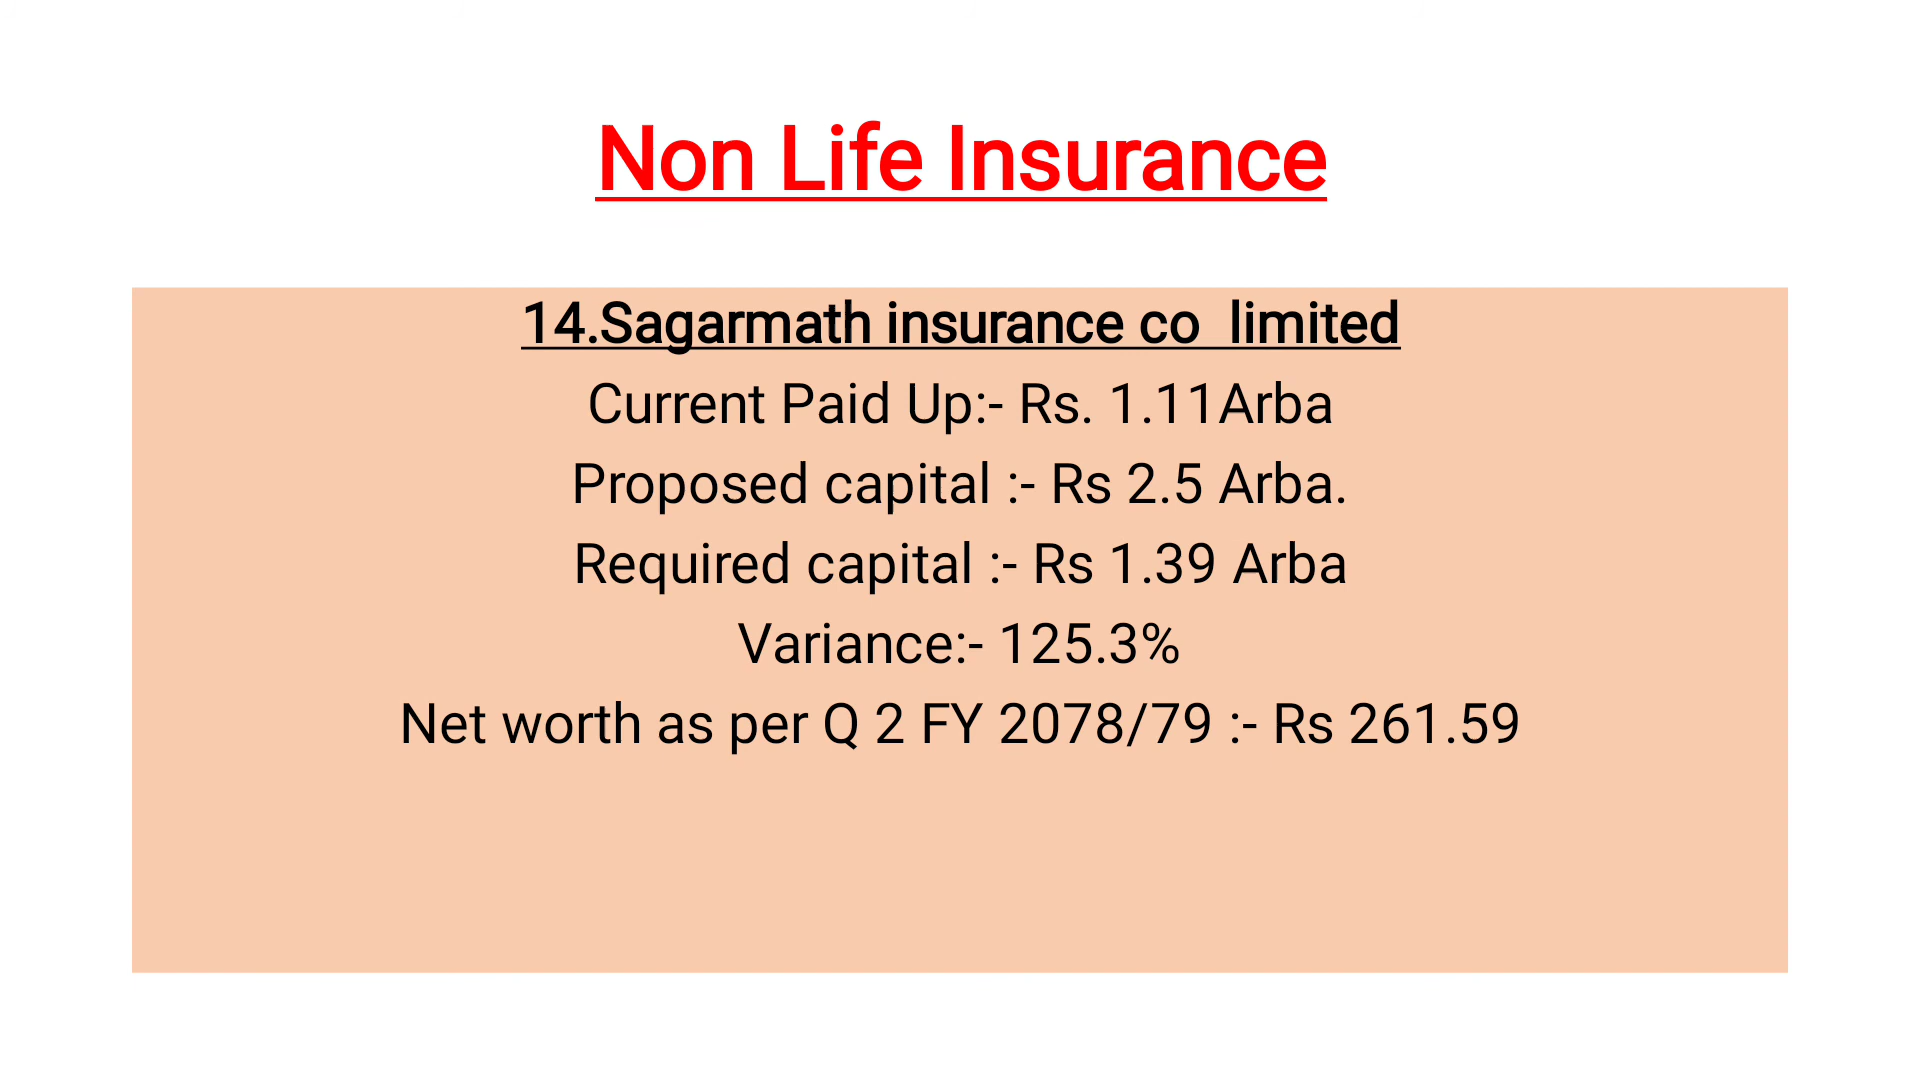 Non Life Insurance
14.Sagarmath insurance co  limited
Current Paid Up:- Rs. 1.11Arba
Proposed capital :- Rs 2.5 Arba.
Required capital :- Rs 1.39 Arba
Variance:- 125.3%
Net worth as per Q 2 FY 2078/79 :- Rs 261.59